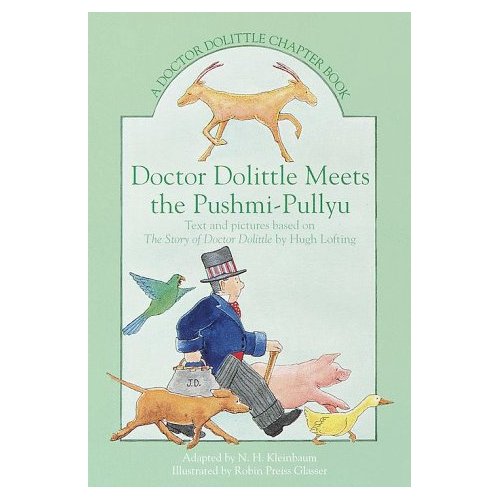 A DOCTOR DOLITTLE CHAPTER BOOK
Doctor Dolittle Meets
the Pushmi-Pullyu
Text and pictures based on
The Story of Doctor Dolittle by Hugh Lofting
J.D.
Adapted by N. H. Kleinbaum
Illustrated by Robin Preiss Glasser